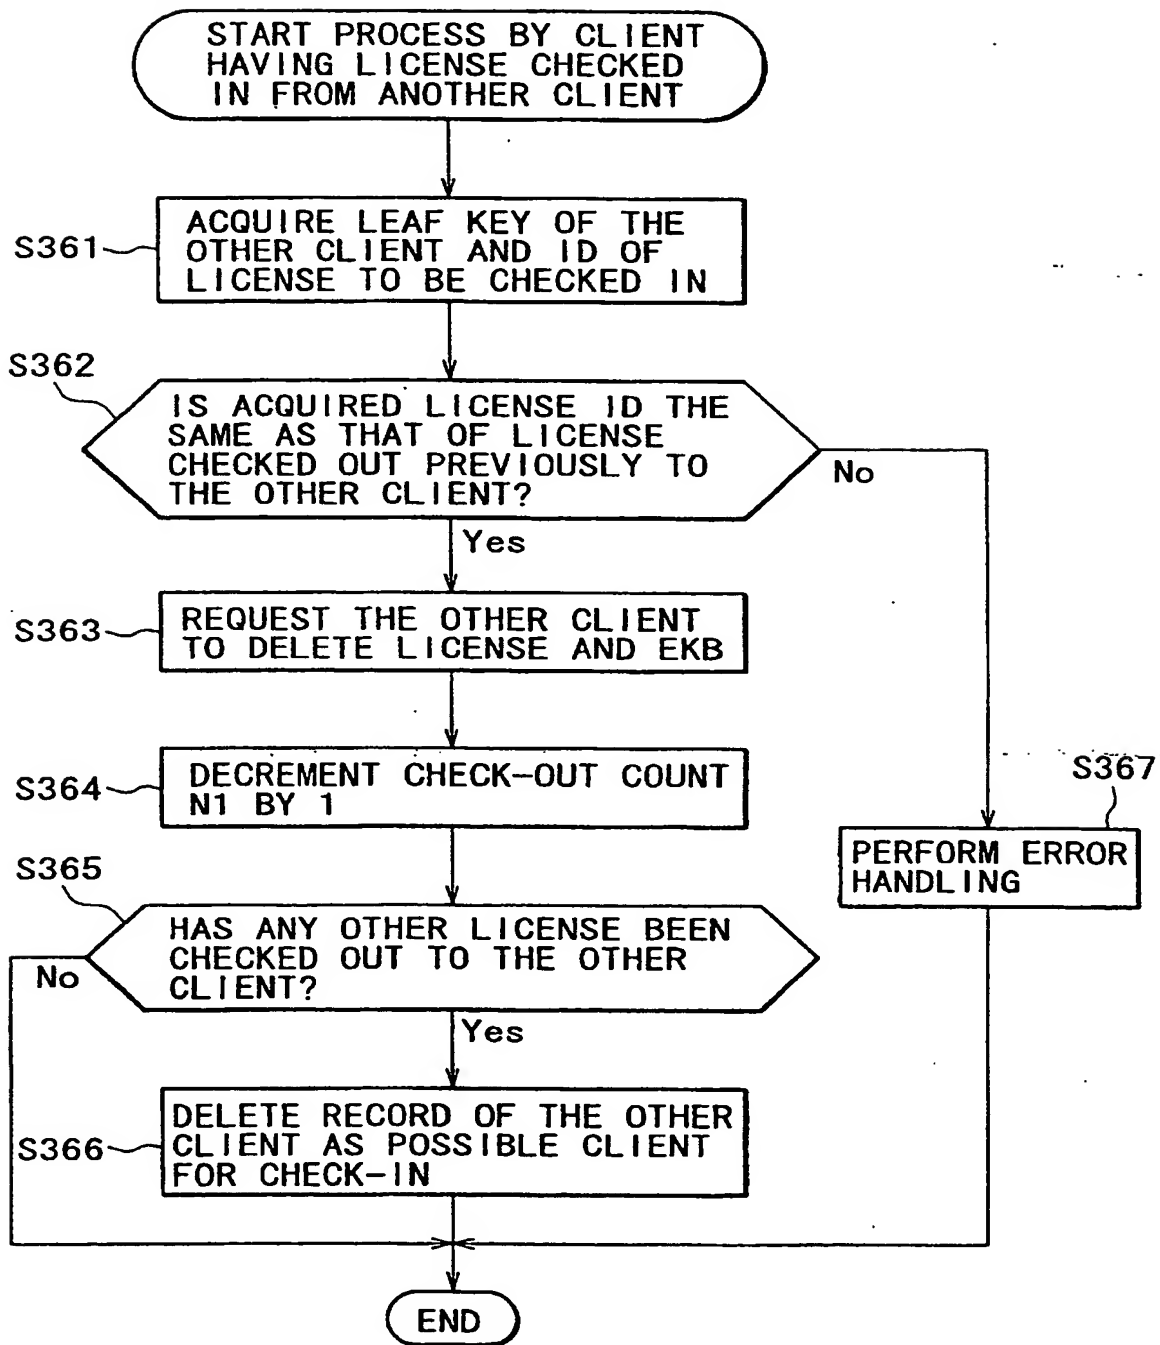 START PROCESS BY CLIENT
HAVING LICENSE CHECKED
IN FROM ANOTHER CLIENT
S361
ACQUIRE LEAF KEY OF THE
OTHER CLIENT AND ID OF
LICENSE TO BE CHECKED IN
S362
IS ACQUIRED LICENSE ID THE
SAME AS THAT OF LICENSE
CHECKED OUT PREVIOUSLY TO
THE OTHER CLIENT?
No
Yes
S363
REQUEST THE OTHER CLIENT
TO DELETE LICENSE AND EKB
S364
DECREMENT CHECK-OUT COUNT
N1 BY 1
S367
PERFORM ERROR
HANDLING
S365
HAS ANY OTHER LICENSE BEEN
CHECKED OUT TO THE OTHER
CLIENT?
No
Yes
S366
DELETE RECORD OF THE OTHER
CLIENT AS POSSIBLE CLIENT
FOR CHECK-IN
END